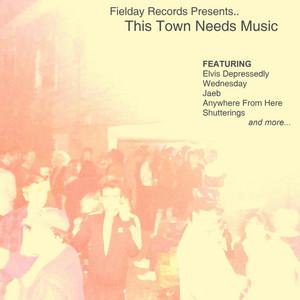 Fielday Records Presents..
This Town Needs Music
FEATURING
Elvis Depressedly
Wednesday
Jaeb
Anywhere From Here
Shutterings
and more...